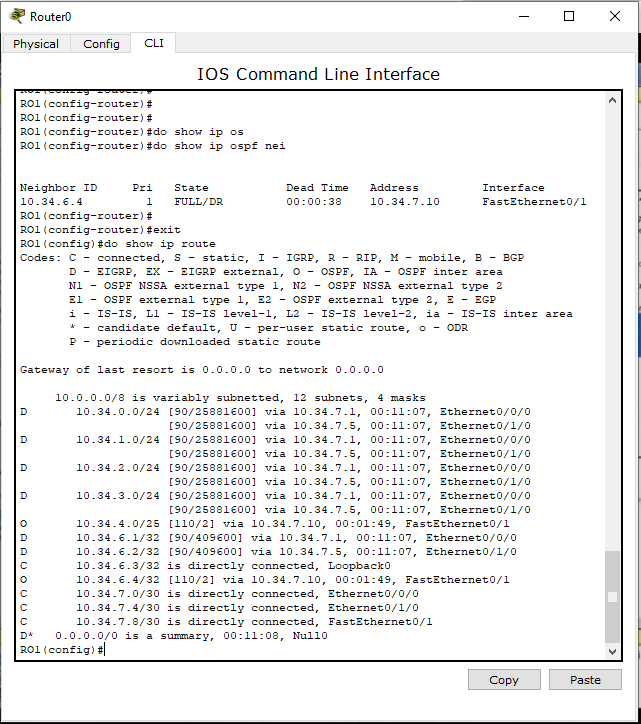 Router0
Physical Config CLI
IOS Command Line Interface
RO1(config-router)#
RO1(config-router)#
RO1(config-router)#
RO1(config-router)#do show ip os
RO1(config-router)#do show ip ospf nei
Neighbor ID     Pri   State           Dead Time   Address         Interface
10.34.6.4         1   FULL/DR         00:00:38    10.34.7.10      FastEthernet0/1
RO1(config-router)#
RO1(config-router)#exit
RO1(config)#do show ip route
Codes: C - connected, S - static, I - IGRP, R - RIP, M - mobile, B - BGP
       D - EIGRP, EX - EIGRP external, O - OSPF, IA - OSPF inter area
       N1 - OSPF NSSA external type 1, N2 - OSPF NSSA external type 2
       E1 - OSPF external type 1, E2 - OSPF external type 2, E - EGP
       i - IS-IS, L1 - IS-IS level-1, L2 - IS-IS level-2, ia - IS-IS inter area
       * - candidate default, U - per-user static route, o - ODR
       P - periodic downloaded static route
Gateway of last resort is 0.0.0.0 to network 0.0.0.0
     10.0.0.0/8 is variably subnetted, 12 subnets, 4 masks
D       10.34.0.0/24 [90/25881600] via 10.34.7.1, 00:11:07, Ethernet0/0/0
                     [90/25881600] via 10.34.7.5, 00:11:07, Ethernet0/1/0
D       10.34.1.0/24 [90/25881600] via 10.34.7.1, 00:11:07, Ethernet0/0/0
                     [90/25881600] via 10.34.7.5, 00:11:07, Ethernet0/1/0
D       10.34.2.0/24 [90/25881600] via 10.34.7.1, 00:11:07, Ethernet0/0/0
                     [90/25881600] via 10.34.7.5, 00:11:07, Ethernet0/1/0
D       10.34.3.0/24 [90/25881600] via 10.34.7.1, 00:11:07, Ethernet0/0/0
                     [90/25881600] via 10.34.7.5, 00:11:07, Ethernet0/1/0
O       10.34.4.0/25 [110/2] via 10.34.7.10, 00:01:49, FastEthernet0/1
D       10.34.6.1/32 [90/409600] via 10.34.7.1, 00:11:07, Ethernet0/0/0
D       10.34.6.2/32 [90/409600] via 10.34.7.5, 00:11:07, Ethernet0/1/0
C       10.34.6.3/32 is directly connected, Loopback0
O       10.34.6.4/32 [110/2] via 10.34.7.10, 00:01:49, FastEthernet0/1
C       10.34.7.0/30 is directly connected, Ethernet0/0/0
C       10.34.7.4/30 is directly connected, Ethernet0/1/0
C       10.34.7.8/30 is directly connected, FastEthernet0/1
D*   0.0.0.0/0 is a summary, 00:11:08, Null0
RO1(config)#
Copy Paste